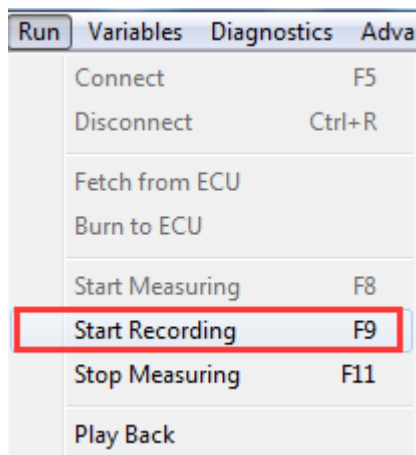 Run Variables Diagnostics Adva
Connect F5
Disconnect Ctrl+R
Fetch from ECU
Burn to ECU
Start Measuring F8
Start Recording F9
Stop Measuring F11
Play Back